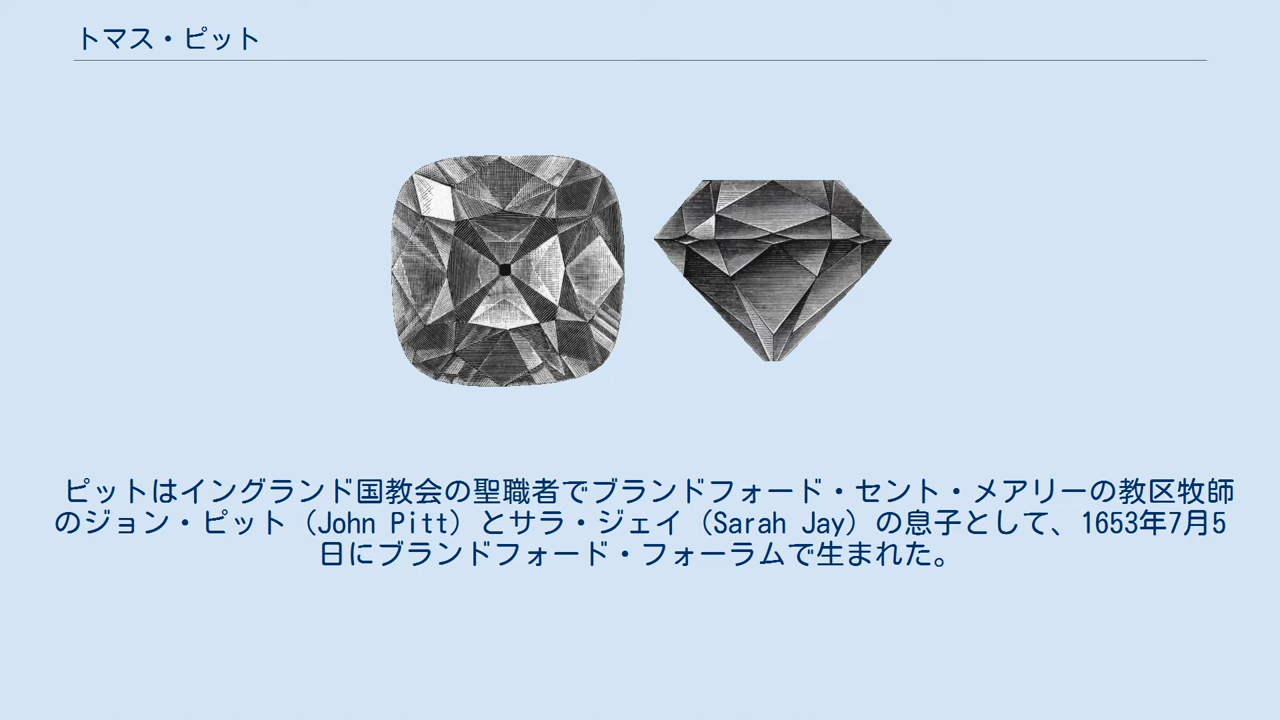 トマス・ピット
ピットはイングランド国教会の聖職者でブランドフォード・セント・メアリーの教区牧師
のジョン・ピット（John Pitt）とサラ・ジェイ（Sarah Jay）の息子として、1653年7月5
日にブランドフォード・フォーラムで生まれた。